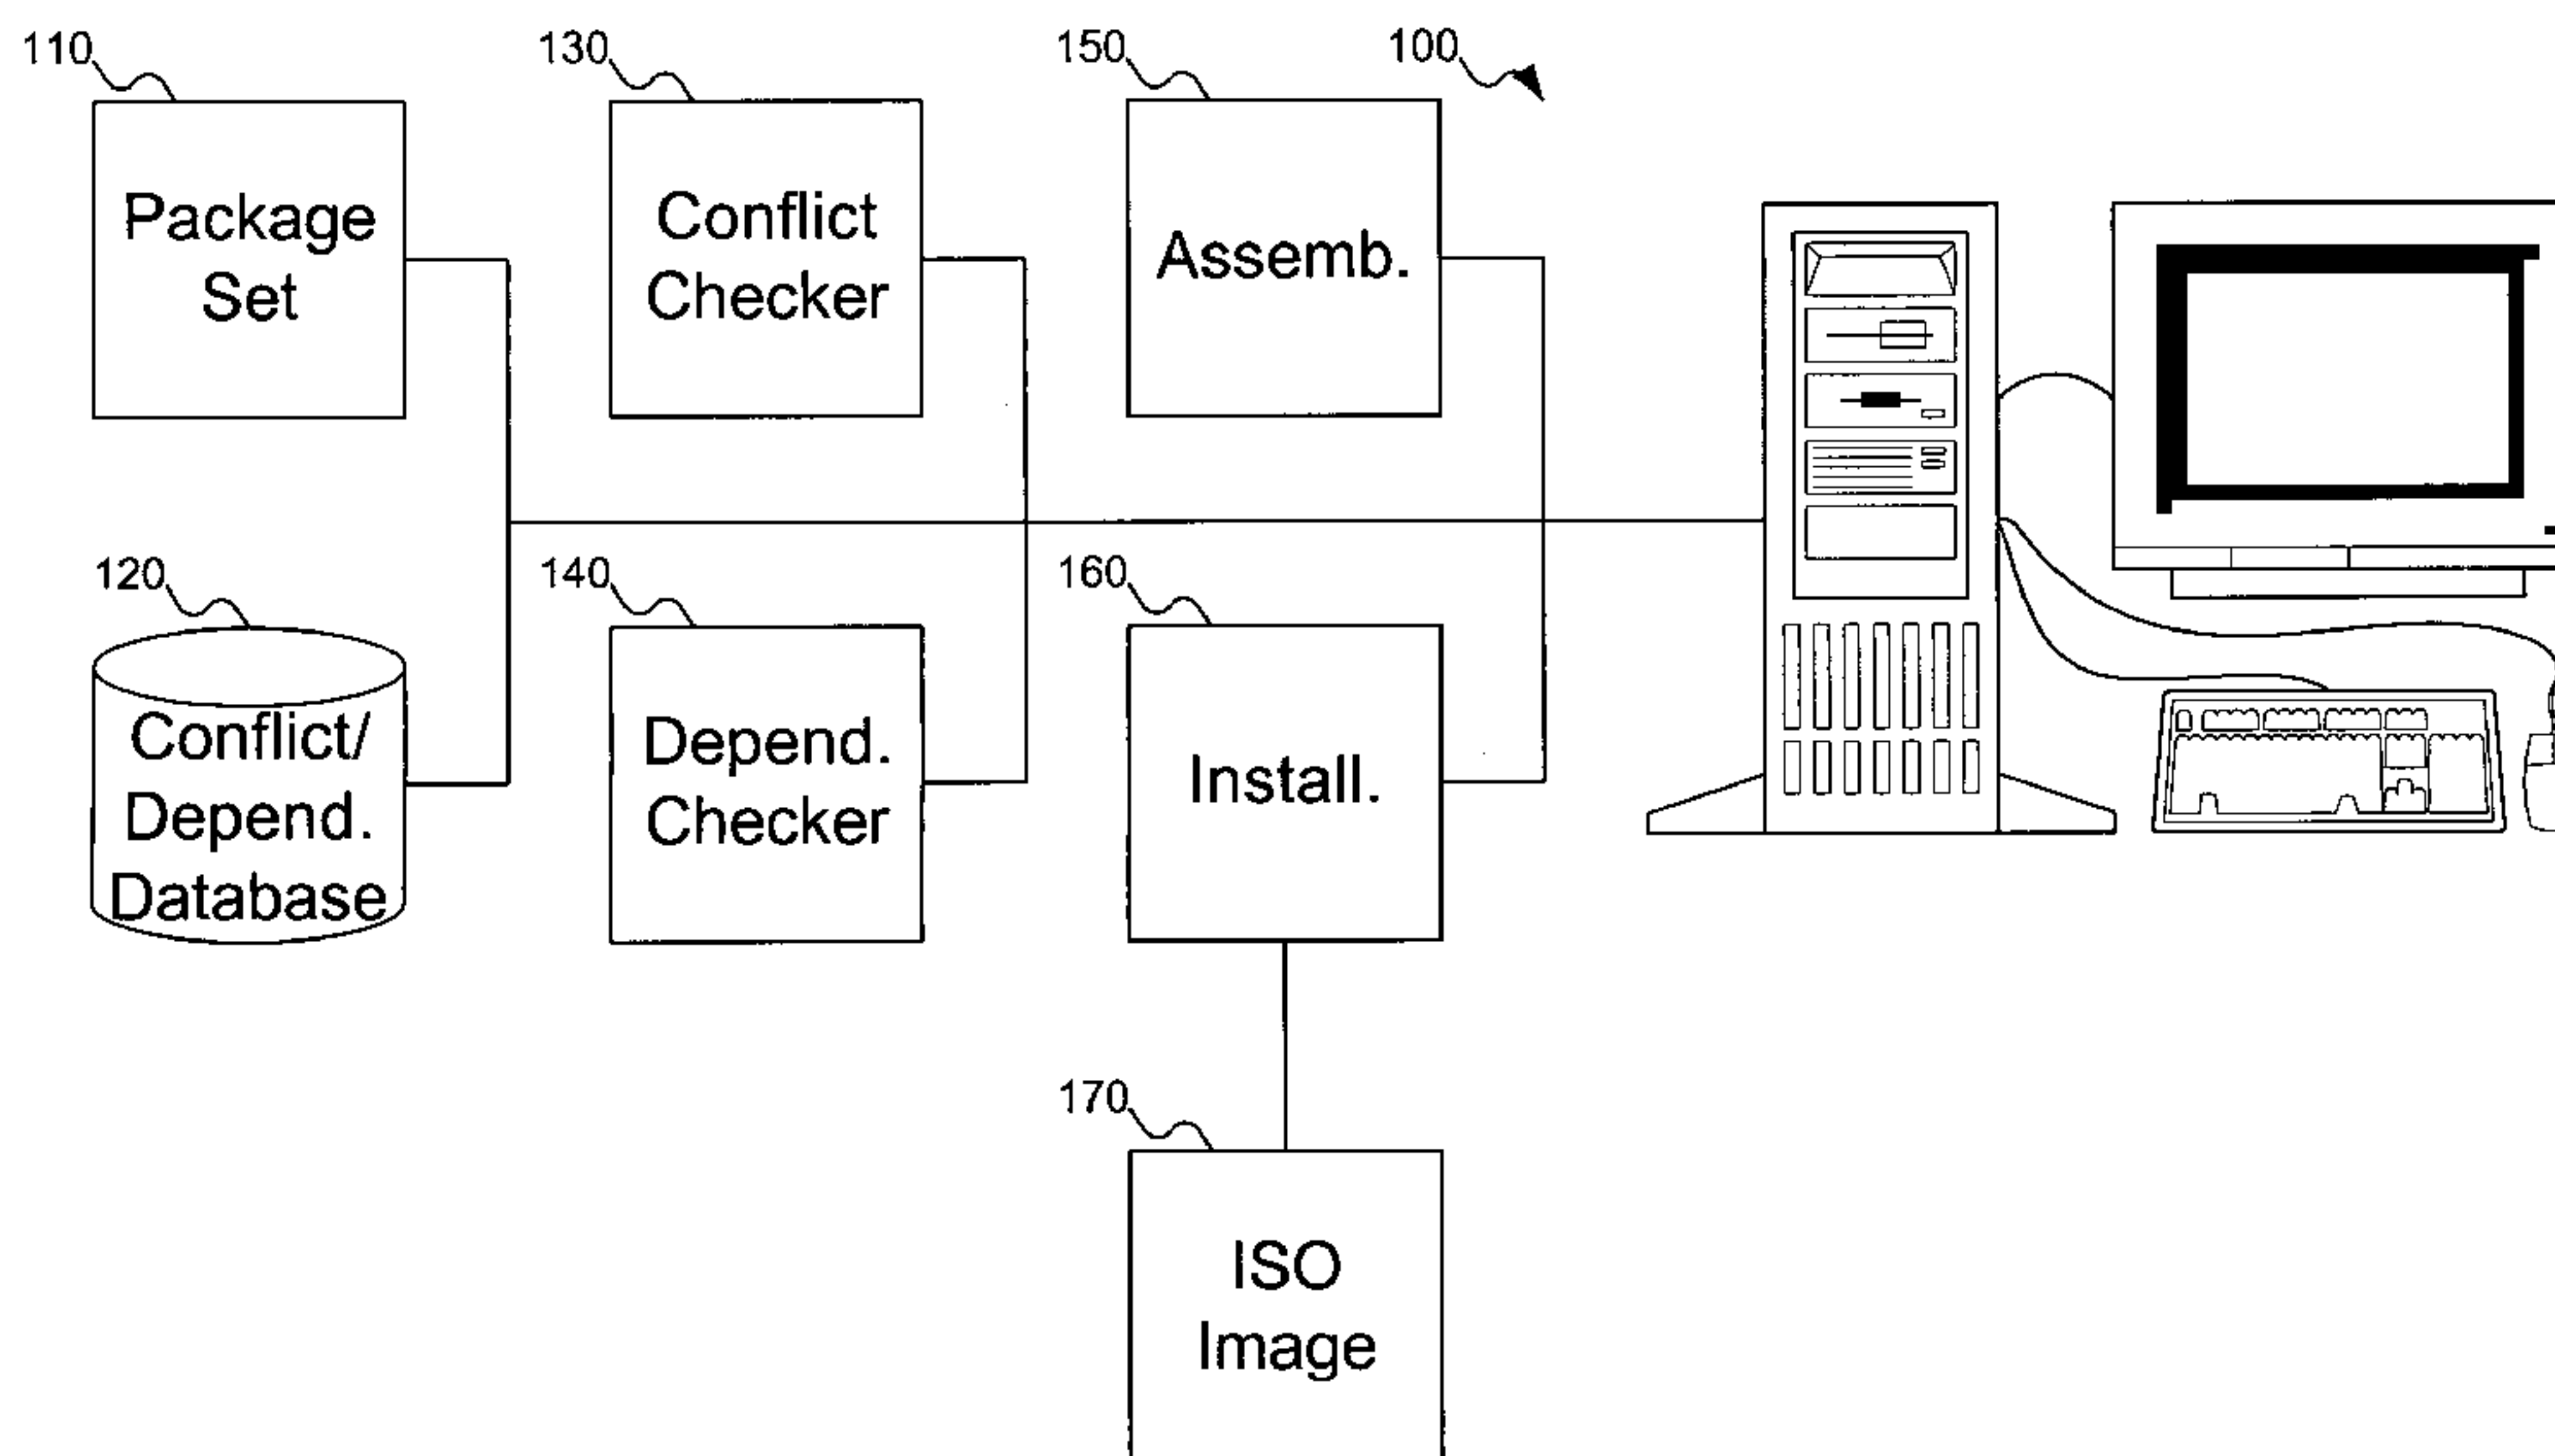 110
130
150
100
Package
Set
Conflict
Checker
Assemb.
120
140
160
Conflict/
Depend.
Database
Depend.
Checker
Install.
170
ISO
Image